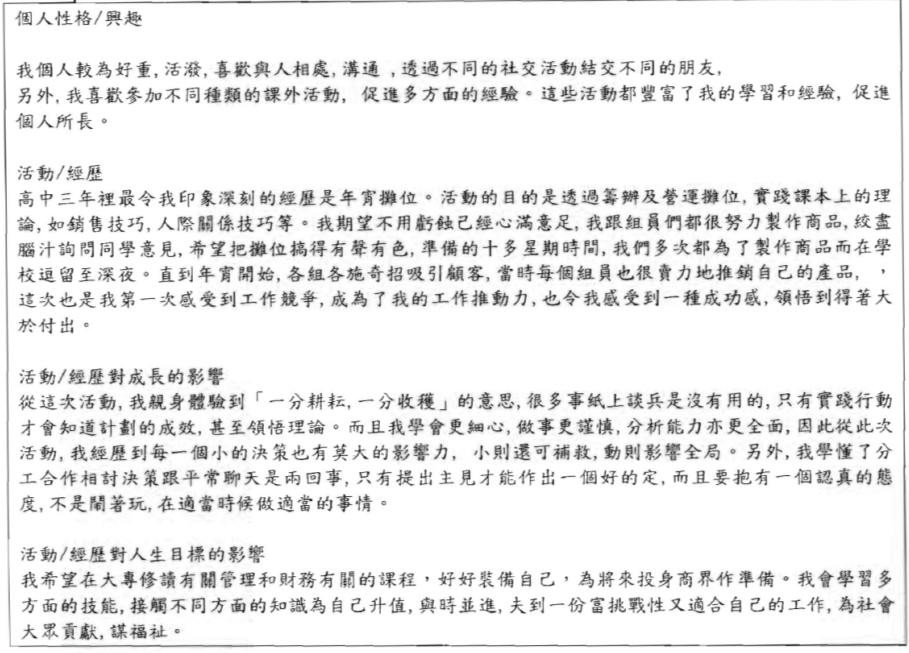 個人性格/興趣
我個人較為好重,活潑,喜歡與人相處,溝通 ,透過不同的社交活動結交不同的朋友,
另外,我喜歡參加不同種類的課外活動, 促進多方面的經驗。這些活動都豐富了我的學習和經驗, 促進
個人所長。
活動/經歷
高中三年裡最令我印象深刻的經歷是年宵攤位。活動的目的是透過籌辦及營運攤位,實踐課本上的理
論,如銷售技巧,人際關係技巧等。我期望不用虧蝕已經心滿意足,我跟組員們都很努力製作商品,絞盡
腦汁詢問同學意見,希望把攤位搞得有聲有色,準備的十多星期時間,我們多次都為了製作商品而在學
校逗留至深夜。直到年宵開始,各組各施奇招吸引顧客,當時每個組員也很賣力地推銷自己的產品, ,
這次也是我第一次感受到工作競爭,成為了我的工作推動力,也令我感受到一種成功感,領悟到得著大
於付出。
活動/經歷對成長的影響
從這次活動,我親身體驗到「一分耕耘,一分收穫」的意思,很多事紙上談兵是沒有用的,只有實踐行動
才會知道計劃的成效,甚至領悟理論。而且我學會更細心,做事更謹慎,分析能力亦更全面,因此從此次
活動,我經歷到每一個小的決策也有莫大的影響力, 小則還可補救,動則影響全局。另外,我學懂了分
工合作相討決策跟平常聊天是兩回事,只有提出主見才能作出一個好的定,而且要抱有一個認真的態
度,不是鬧著玩,在適當時候做適當的事情。
活動/經歷對人生目標的影響
我希望在大專修讀有關管理和財務有關的課程,好好裝備自己,為將來投身商界作準備。我會學習多
方面的技能,接觸不同方面的知識為自己升值,與時並進,夫到一份富挑戰性又適合自己的工作,為社會
大眾貢獻,謀福祉。